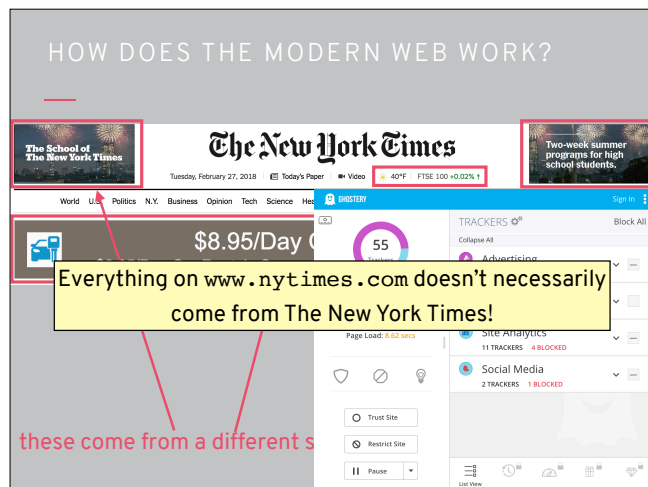 HOW DOES THE MODERN WEB WORK?
The School of
The New York Times
The New York Times
Two-week summer
programs for high
school students.
Tuesday, February 27, 2018
Today's Paper
Video
40°F
FTSE 100 +0.02% ↑
World
U.S.
Politics
N.Y.
Business
Opinion
Tech
Science
GHOSTERY
Sign In
$8.95/Day
55
TRACKERS
Block All
Collapse All
Advertising
Everything on www.nytimes.com doesn't necessarily
come from The New York Times!
Page Load: 8.62 secs
Site Analytics
11 TRACKERS 4 BLOCKED
Social Media
2 TRACKERS 1 BLOCKED
Trust Site
Restrict Site
Pause
these come from a different
List View